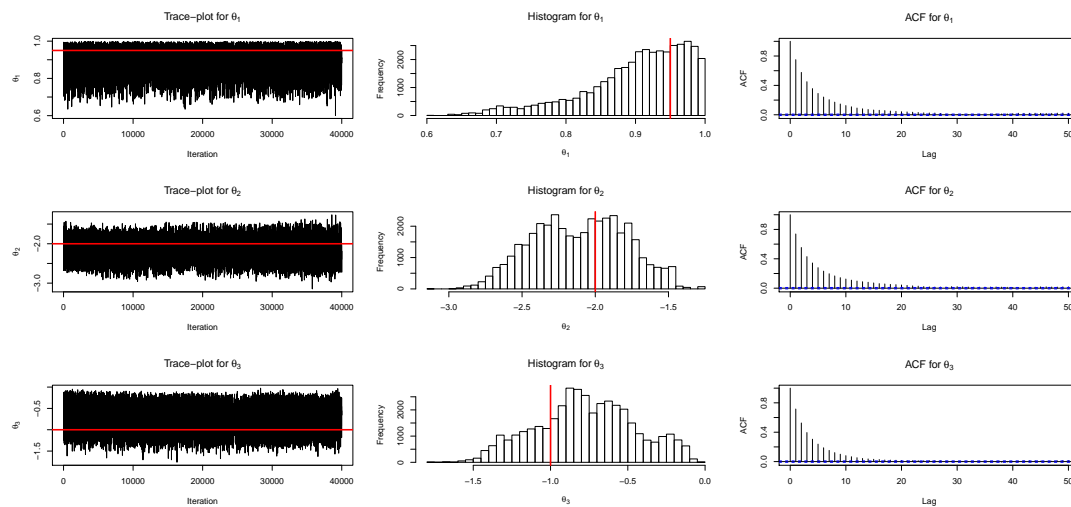 Trace−plot for θ1
Histogram for θ1
ACF for θ1
θ1
0.6 0.8 1.0
0 10000 20000 30000 40000
Iteration
Frequency
0 1000 2500
0.6 0.7 0.8 0.9 1.0
θ1
ACF
0.0 0.4 0.8
0 10 20 30 40 50
Lag
Trace−plot for θ2
Histogram for θ2
ACF for θ2
θ2
−3.0 −2.0
0 10000 20000 30000 40000
Iteration
Frequency
0 1000 2000
−3.0 −2.5 −2.0 −1.5
θ2
ACF
0.0 0.4 0.8
0 10 20 30 40 50
Lag
Trace−plot for θ3
Histogram for θ3
ACF for θ3
θ3
−1.5 −0.5
0 10000 20000 30000 40000
Iteration
Frequency
0 1000 2000
−1.5 −1.0 −0.5 0.0
θ3
ACF
0.0 0.4 0.8
0 10 20 30 40 50
Lag